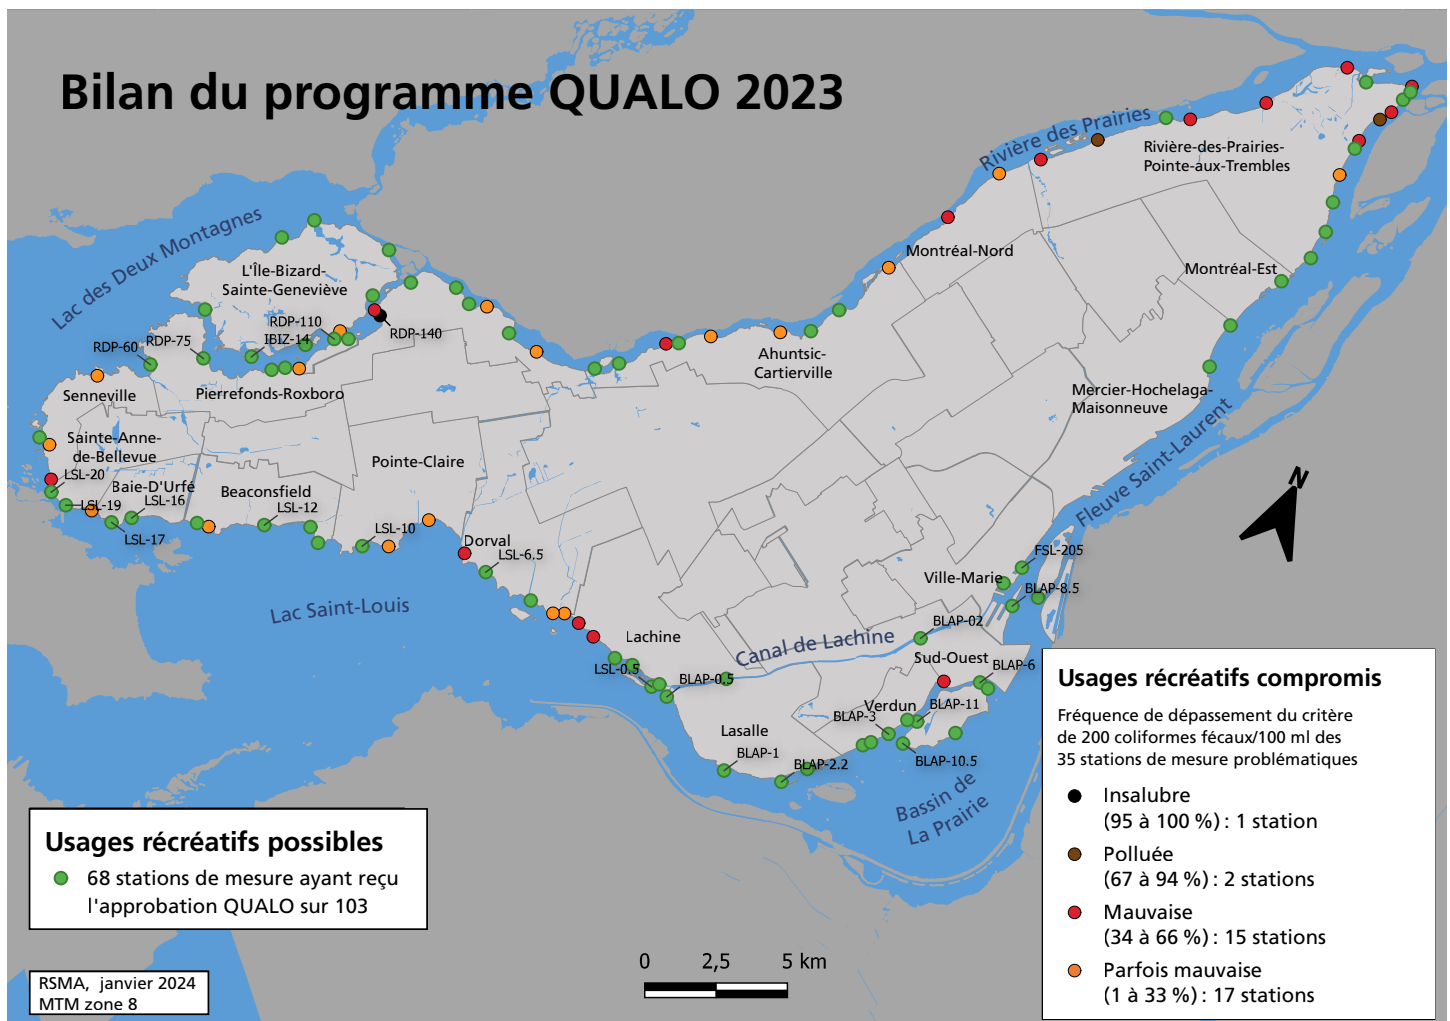 Bilan du programme QUALO 2023
Rivière des Prairies
Rivière-des-Prairies-
Pointe-aux-Trembles
Lac des Deux Montagnes
Montréal-Nord
Montréal-Est
L'Île-Bizard-
Sainte-Geneviève
RDP-110
RDP-140
IBIZ-14
RDP-75
RDP-60
Ahuntsic-
Cartierville
Senneville
Pierrefonds-Roxboro
Mercier-Hochelaga-
Maisonneuve
Sainte-Anne-
de-Bellevue
Pointe-Claire
Fleuve Saint-Laurent
LSL-20
Baie-D'Urfé
Beaconsfield
LSL-19
LSL-16
LSL-12
LSL-17
LSL-10
Dorval
LSL-6.5
N
FSL-205
Ville-Marie
BLAP-8.5
Lac Saint-Louis
BLAP-02
Lachine
Canal de Lachine
Sud-Ouest
BLAP-6
LSL-0.5
BLAP-0.5
Verdun
BLAP-11
BLAP-3
Lasalle
BLAP-1
BLAP-2.2
BLAP-10.5
Bassin de
La Prairie
Usages récréatifs possibles
68 stations de mesure ayant reçu
l'approbation QUALO sur 103
RSMA, janvier 2024
MTM zone 8
0 2,5 5 km
Usages récréatifs compromis
Fréquence de dépassement du critère
de 200 coliformes fécaux/100 ml des
35 stations de mesure problématiques
Insalubre
(95 à 100 %) : 1 station
Polluée
(67 à 94 %) : 2 stations
Mauvaise
(34 à 66 %) : 15 stations
Parfois mauvaise
(1 à 33 %) : 17 stations